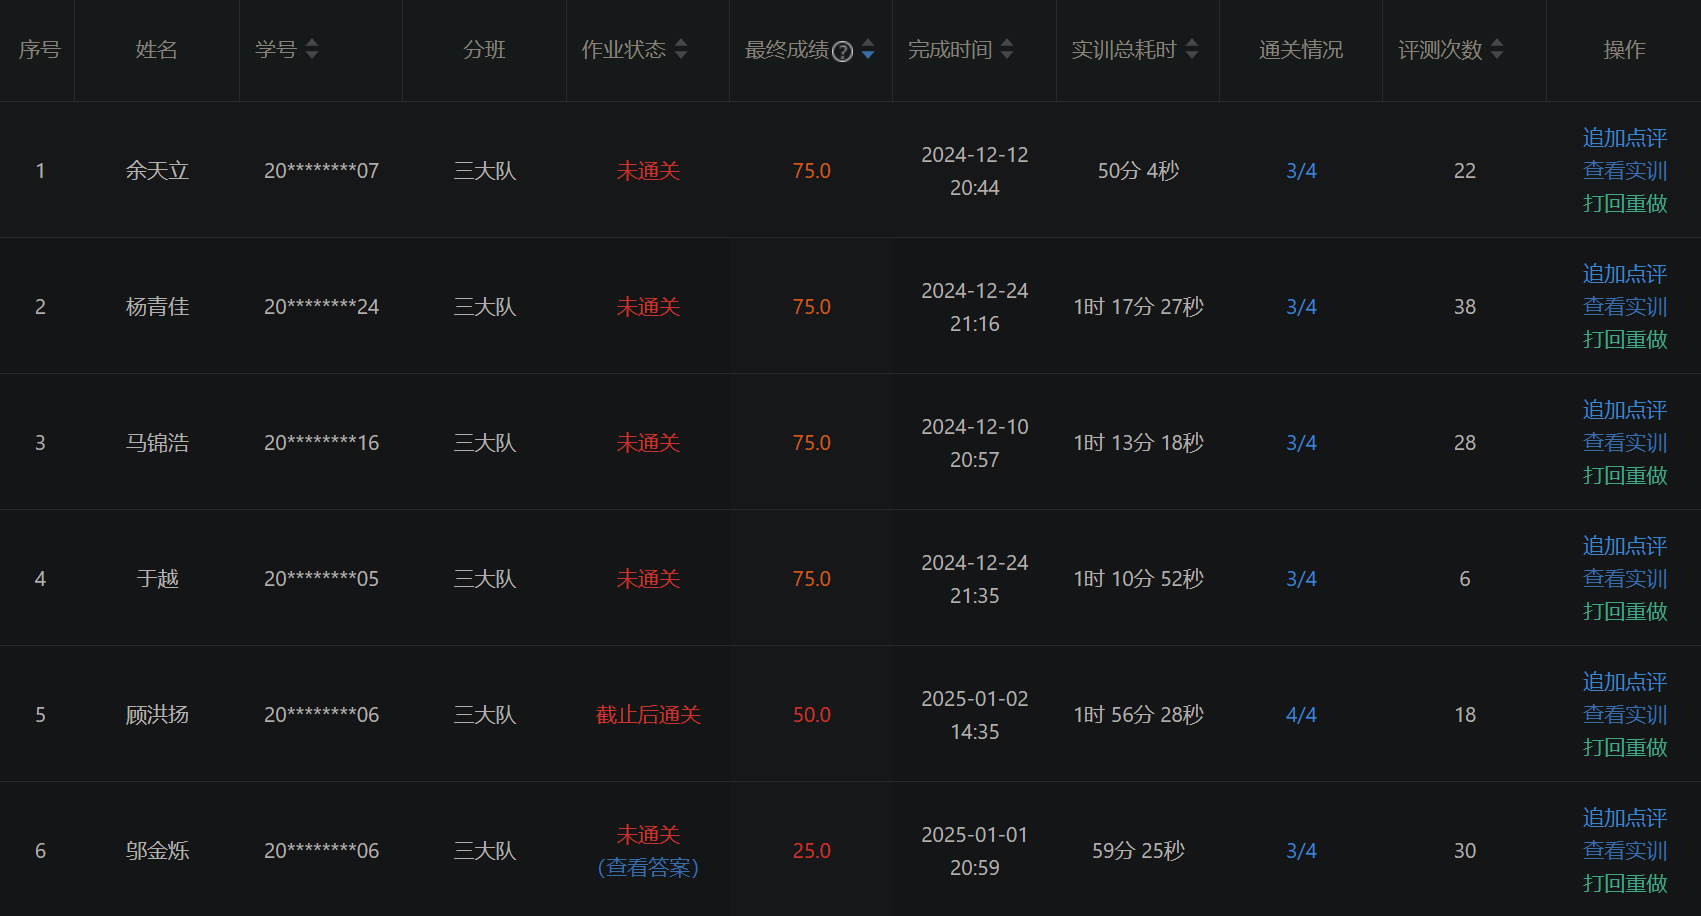 序号 姓名 学号 分班 作业状态 最终成绩? 完成时间 实训总耗时 通关情况 评测次数 操作
1 余天立 20********07 三大队 未通关 75.0 2024-12-12 20:44 50分 4秒 3/4 22 追加点评 查看实训 打回重做
2 杨青佳 20********24 三大队 未通关 75.0 2024-12-24 21:16 1时 17分 27秒 3/4 38 追加点评 查看实训 打回重做
3 马锦浩 20********16 三大队 未通关 75.0 2024-12-10 20:57 1时 13分 18秒 3/4 28 追加点评 查看实训 打回重做
4 于越 20********05 三大队 未通关 75.0 2024-12-24 21:35 1时 10分 52秒 3/4 6 追加点评 查看实训 打回重做
5 顾洪扬 20********06 三大队 截止后通关 50.0 2025-01-02 14:35 1时 56分 28秒 4/4 18 追加点评 查看实训 打回重做
6 邬金烁 20********06 三大队 未通关 (查看答案) 25.0 2025-01-01 20:59 59分 25秒 3/4 30 追加点评 查看实训 打回重做